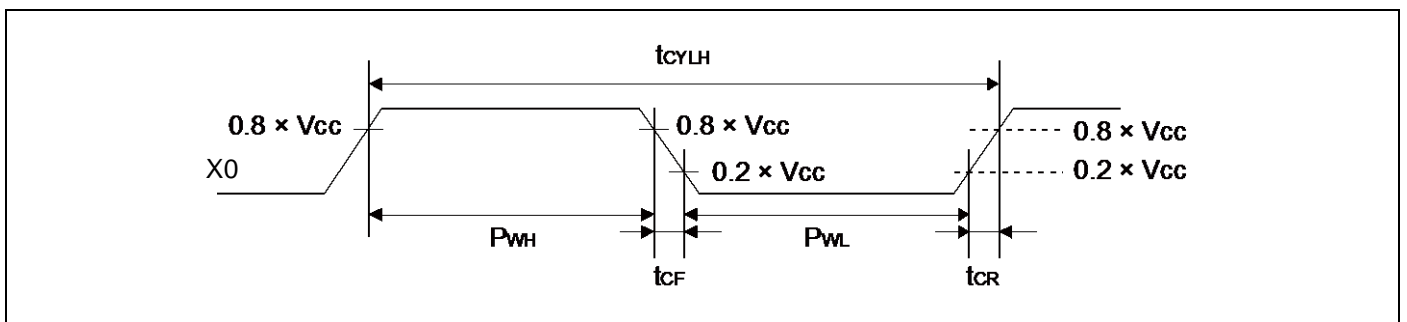 tCYLH
0.8 × Vcc
0.8 × Vcc
0.8 × Vcc
X0
0.2 × Vcc
0.2 × Vcc
PWH
PWL
tCF
tCR